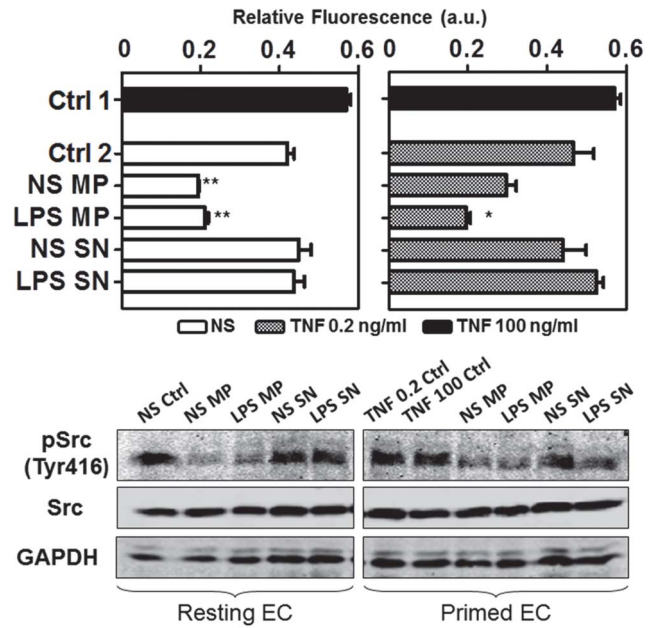 Relative Fluorescence (a.u.)
0 0.2 0.4 0.6 0 0.2 0.4 0.6
Ctrl 1
Ctrl 2
NS MP **
LPS MP ** *
NS SN
LPS SN
NS TNF 0.2 ng/ml TNF 100 ng/ml
NS Ctrl NS MP LPS MP NS SN LPS SN TNF 0.2 Ctrl TNF 100 Ctrl NS MP LPS MP NS SN LPS SN
pSrc
(Tyr416)
Src
GAPDH
Resting EC Primed EC